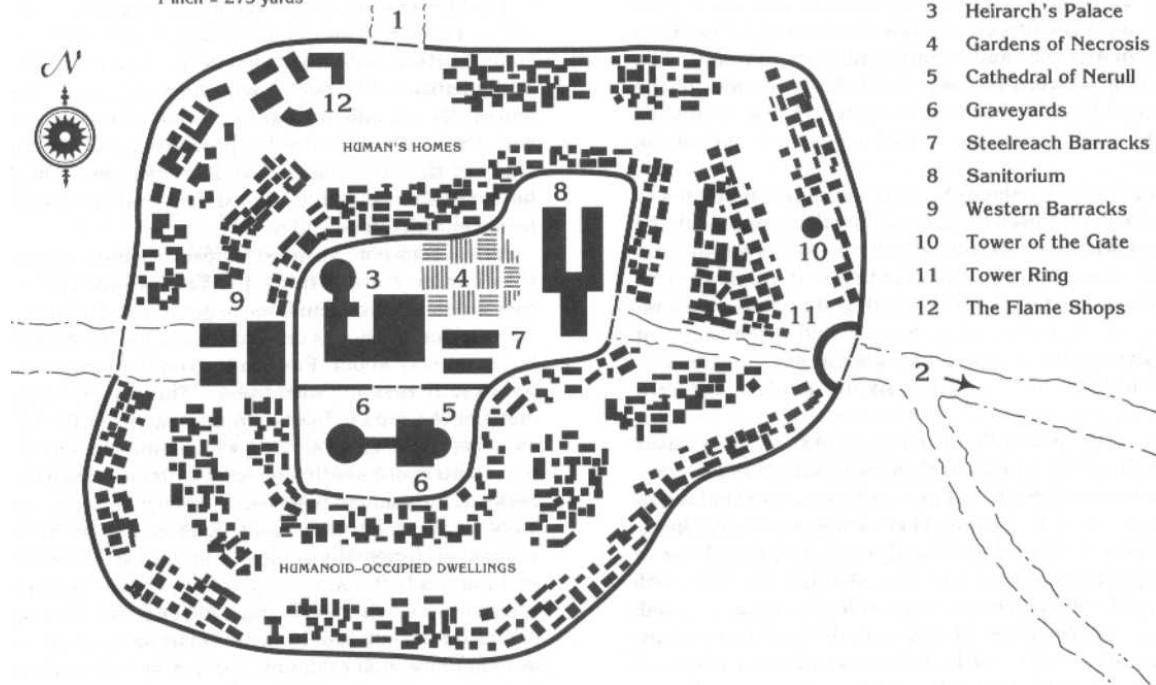 1 inch = 275 yards
1
N
12
HUMAN'S HOMES
8
3
4
10
9
11
7
2
6
5
6
HUMANOID-OCCUPIED DWELLINGS
3 Heirarch's Palace
4 Gardens of Necrosis
5 Cathedral of Nerull
6 Graveyards
7 Steelreach Barracks
8 Sanitorium
9 Western Barracks
10 Tower of the Gate
11 Tower Ring
12 The Flame Shops